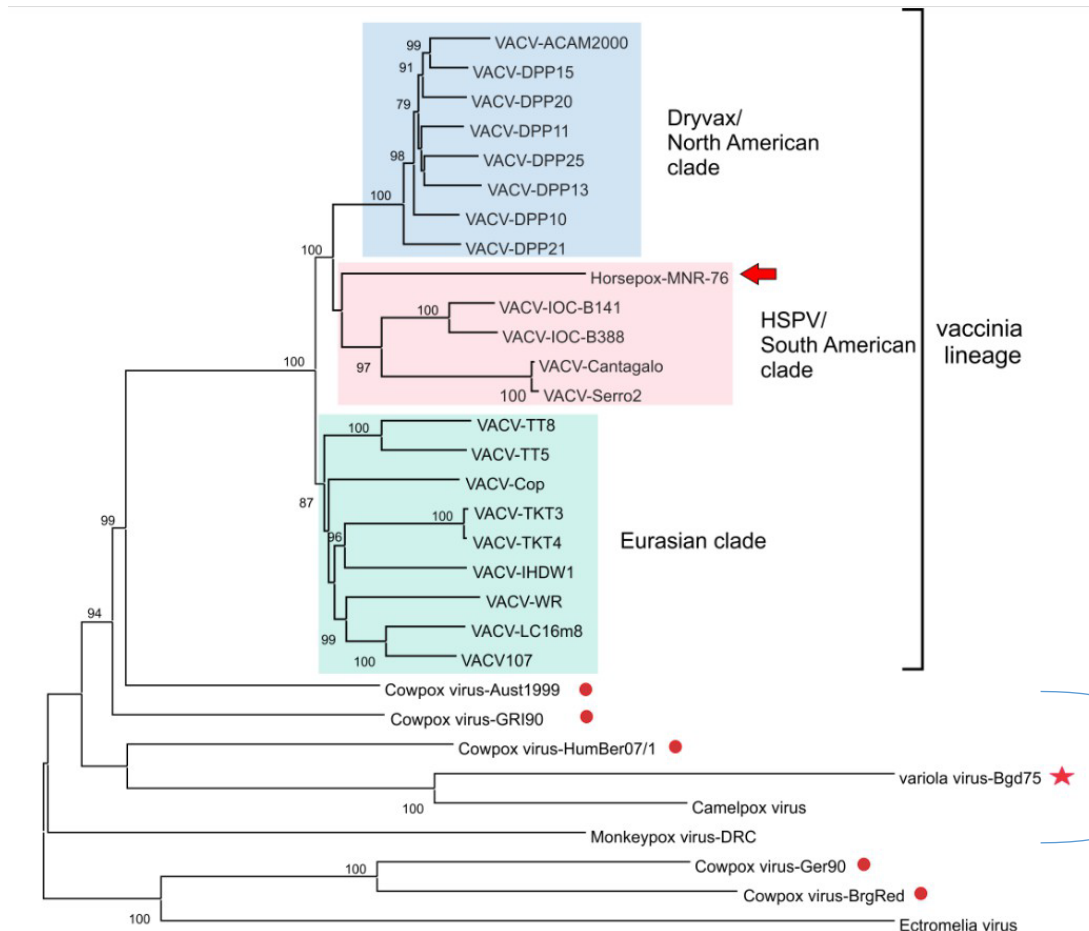 VACV-ACAM2000
99
91
VACV-DPP15
VACV-DPP20
79
Dryvax/
North American
clade
VACV-DPP11
98
VACV-DPP25
VACV-DPP13
100
VACV-DPP10
VACV-DPP21
100
Horsepox-MNR-76
HSPV/
South American
clade
VACV-IOC-B141
100
VACV-IOC-B388
vaccinia
lineage
100
97
VACV-Cantagalo
100
VACV-Serro2
VACV-TT8
100
VACV-TT5
VACV-Cop
87
VACV-TKT3
100
99
96
VACV-TKT4
Eurasian clade
VACV-IHDW1
VACV-WR
94
VACV-LC16m8
99
VACV107
100
Cowpox virus-Aust1999
Cowpox virus-GRI90
Cowpox virus-HumBer07/1
variola virus-Bgd75
100
Camelpox virus
Monkeypox virus-DRC
Cowpox virus-Ger90
100
Cowpox virus-BrgRed
100
Ectromelia virus